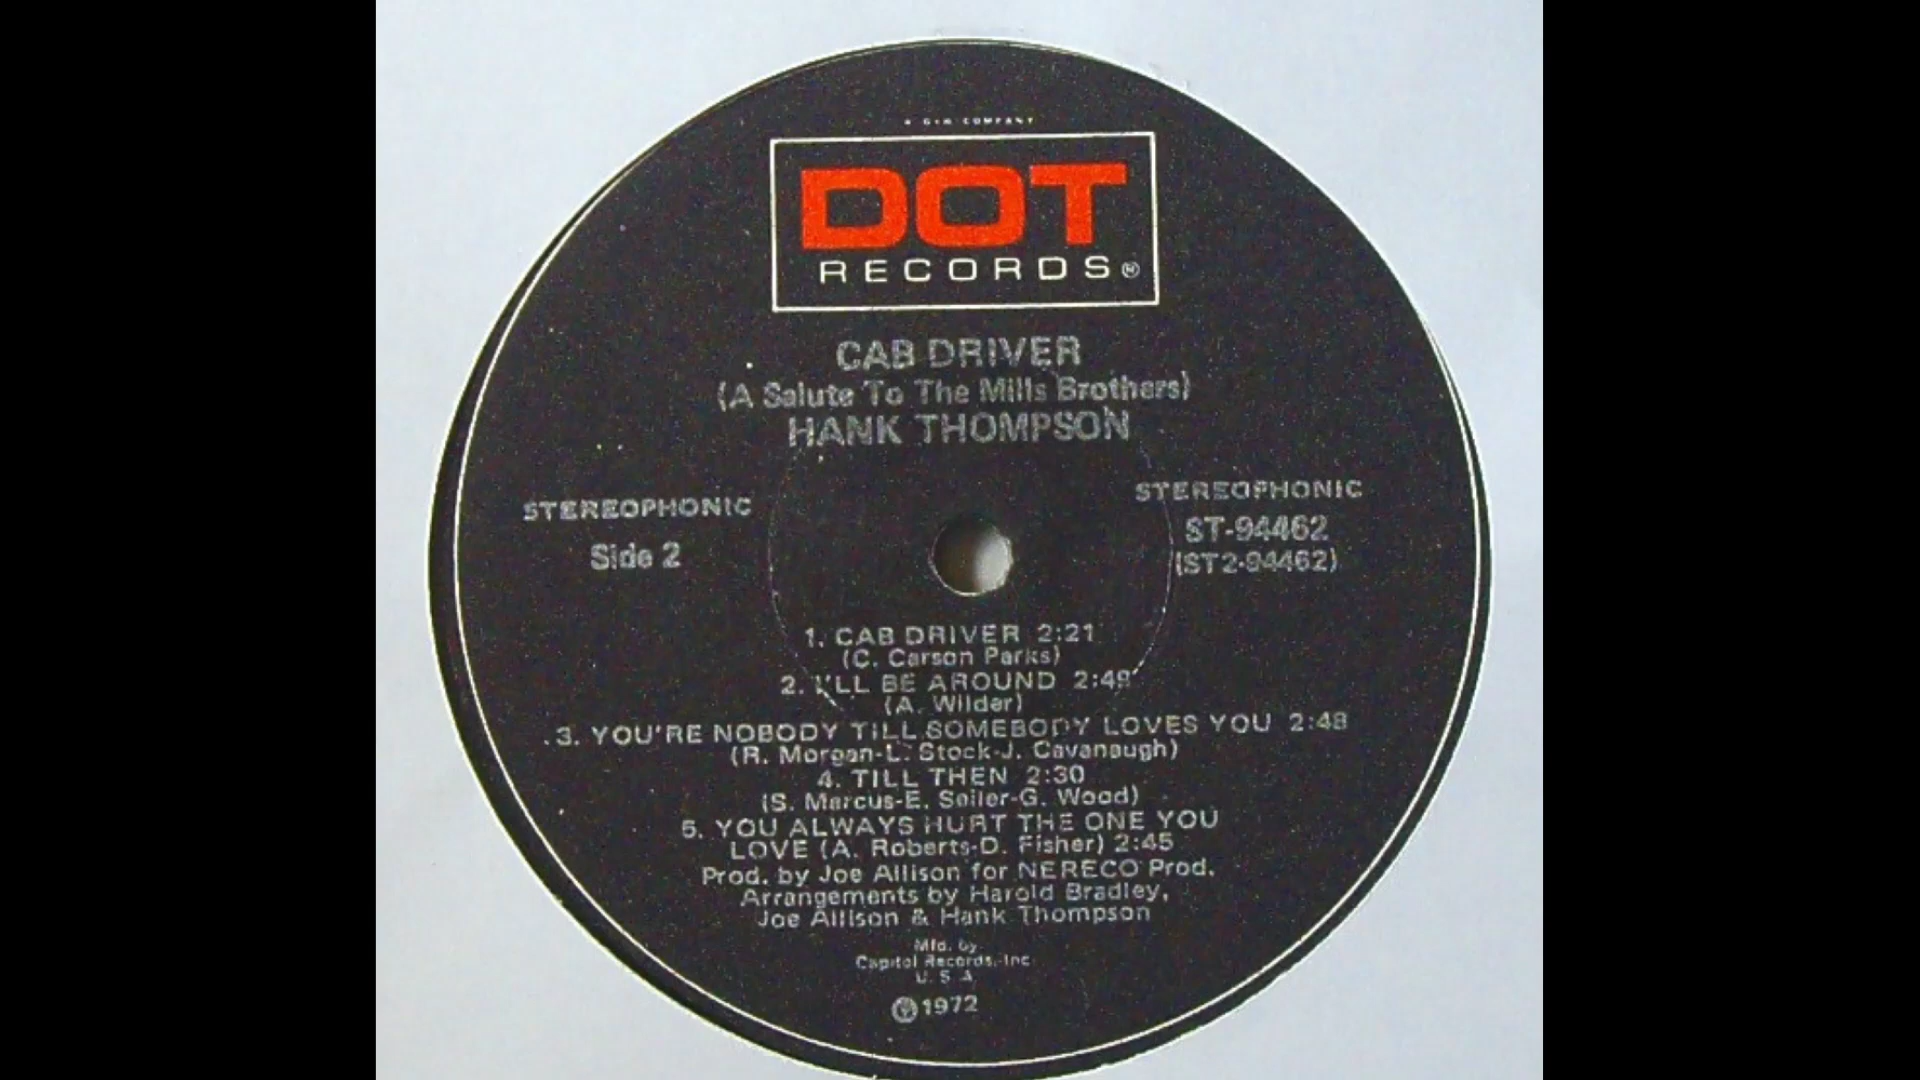 A G+W COMPANY
DOT
RECORDS®
CAB DRIVER
(A Salute To The Mills Brothers)
HANK THOMPSON
STEREOPHONIC
Side 2
STEREOPHONIC
ST-94462
(ST2-94462)
1. CAB DRIVER 2:21
(C. Carson Parks)
2. I'LL BE AROUND 2:49
(A. Wilder)
3. YOU'RE NOBODY TILL SOMEBODY LOVES YOU 2:48
(R. Morgan-L. Stock-J. Cavanaugh)
4. TILL THEN 2:30
(S. Marcus-E. Seiler-G. Wood)
5. YOU ALWAYS HURT THE ONE YOU
LOVE (A. Roberts-D. Fisher) 2:45
Prod. by Joe Allison for NERECO Prod.
Arrangements by Harold Bradley,
Joe Allison & Hank Thompson
Mfd. by
Capitol Records, Inc.
U. S. A.
℗1972